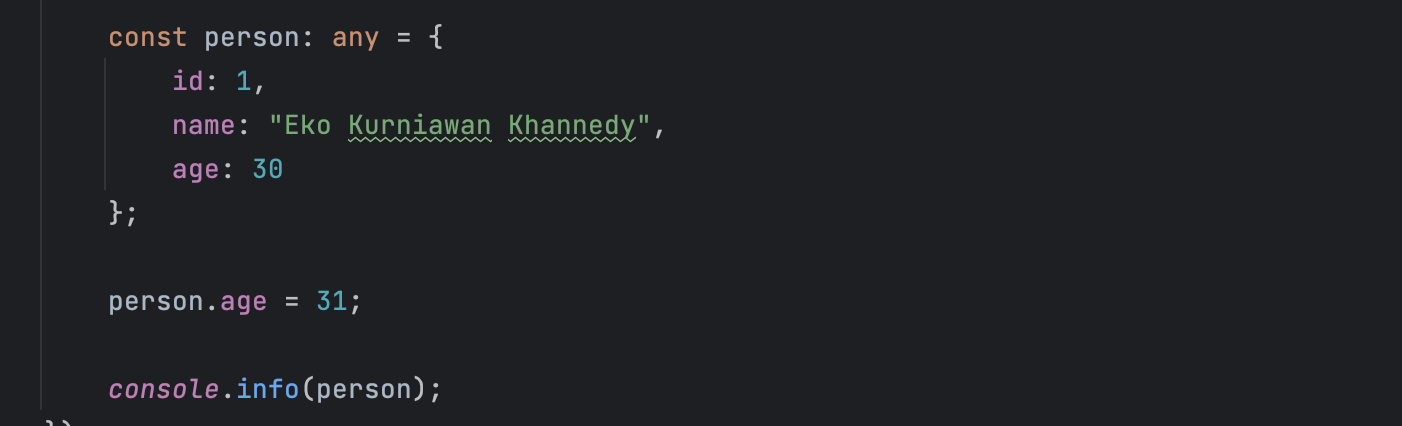 const person: any = {
    id: 1,
    name: "Eko Kurniawan Khannedy",
    age: 30
};
person.age = 31;
console.info(person);